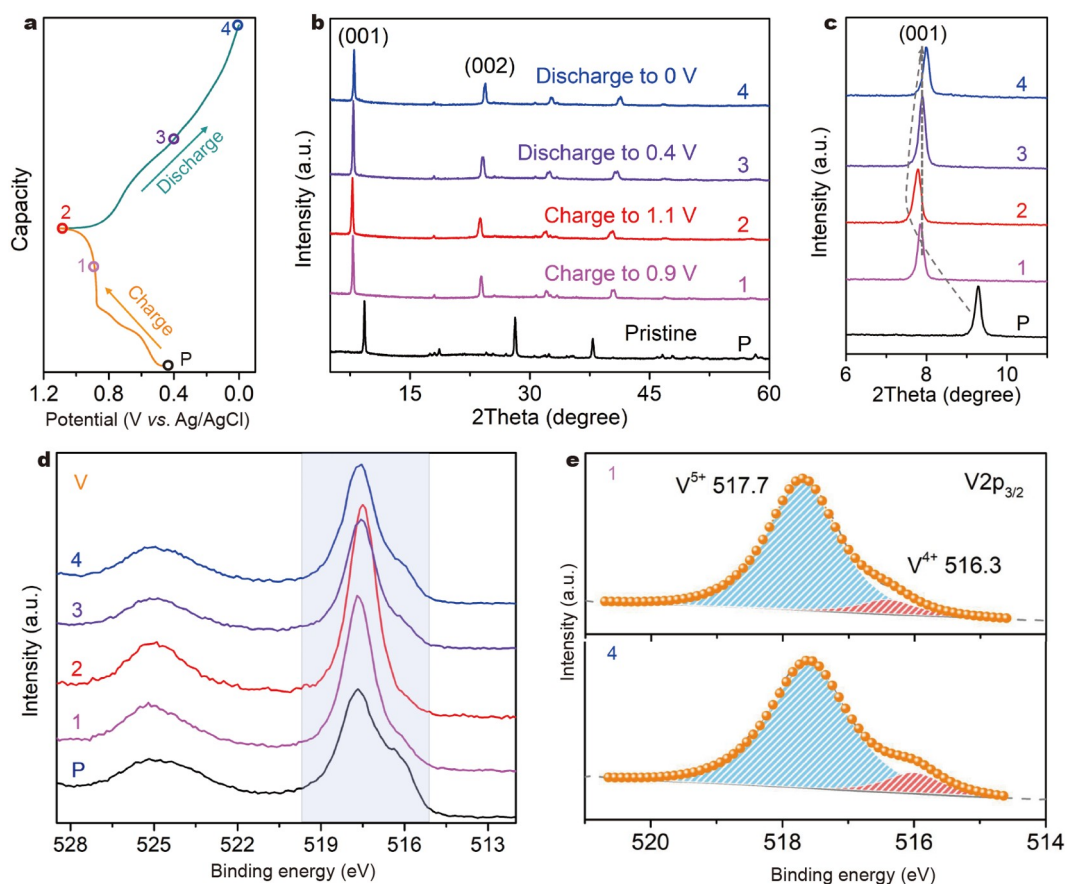 a
4
3
Discharge
2
1
Charge
P
Capacity
1.2 0.8 0.4 0.0
Potential (V vs. Ag/AgCl)
b
(001)
(002)
Discharge to 0 V
4
Discharge to 0.4 V
3
Charge to 1.1 V
2
Charge to 0.9 V
1
Pristine
P
Intensity (a.u.)
15 30 45 60
2Theta (degree)
c
(001)
4
3
2
1
P
Intensity (a.u.)
6 8 10
2Theta (degree)
d
V
4
3
2
1
P
Intensity (a.u.)
528 525 522 519 516 513
Binding energy (eV)
e
1
V5+ 517.7
V2p3/2
V4+ 516.3
4
Intensity (a.u.)
520 518 516 514
Binding energy (eV)